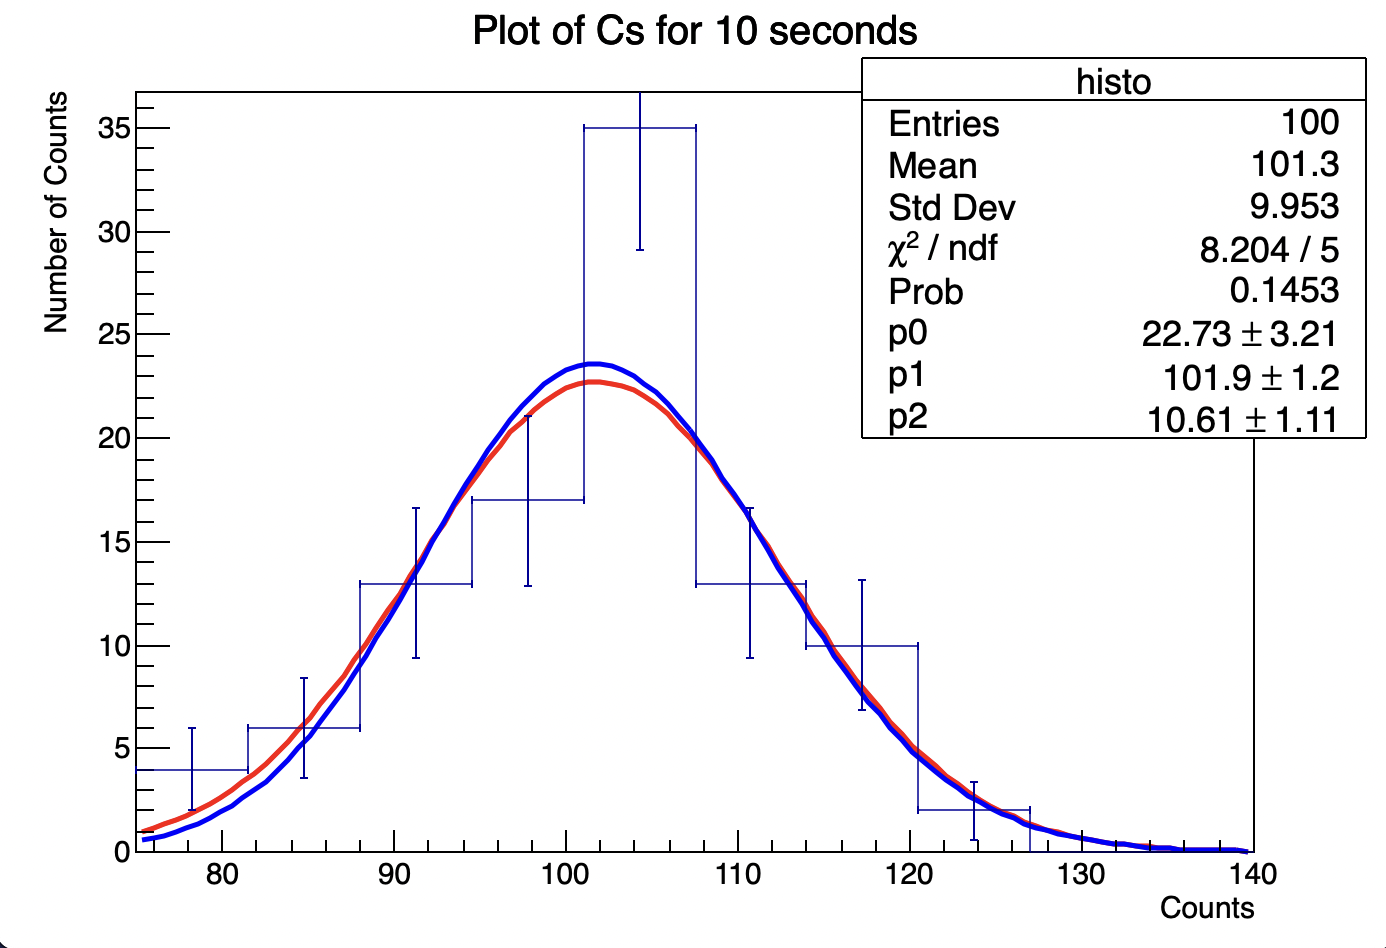 Plot of Cs for 10 seconds
histo
Entries 100
Mean 101.3
Std Dev 9.953
χ² / ndf 8.204 / 5
Prob 0.1453
p0 22.73 ± 3.21
p1 101.9 ± 1.2
p2 10.61 ± 1.11
Number of Counts
35
30
25
20
15
10
5
0
80 90 100 110 120 130 140
Counts